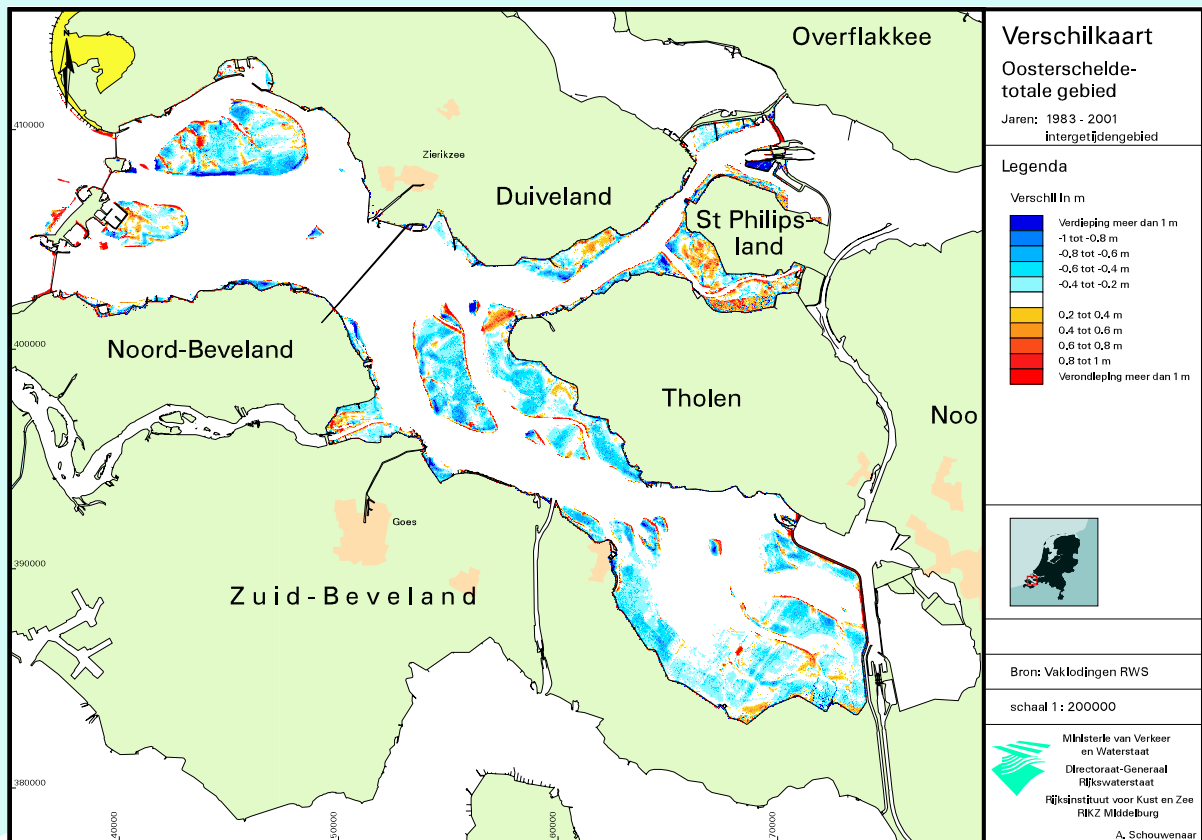 Overflakkee
N
410000
Zierikzee
Duiveland
St Philips-
land
Noord-Beveland
400000
Tholen
Noo
Goes
390000
Zuid-Beveland
380000
40000
50000
60000
70000
Verschilkaart
Oosterschelde-
totale gebied
Jaren: 1983 - 2001
intergetijdengebied
Legenda
Verschil in m
Verdieping meer dan 1 m
-1 tot -0.8 m
-0.8 tot -0.6 m
-0.6 tot -0.4 m
-0.4 tot -0.2 m
0.2 tot 0.4 m
0.4 tot 0.6 m
0.6 tot 0.8 m
0.8 tot 1 m
Verondieping meer dan 1 m
Bron: Vaklodingen RWS
schaal 1 : 200000
Ministerie van Verkeer
en Waterstaat
Directoraat-Generaal
Rijkswaterstaat
Rijksinstituut voor Kust en Zee
RIKZ Middelburg
A. Schouwenaar